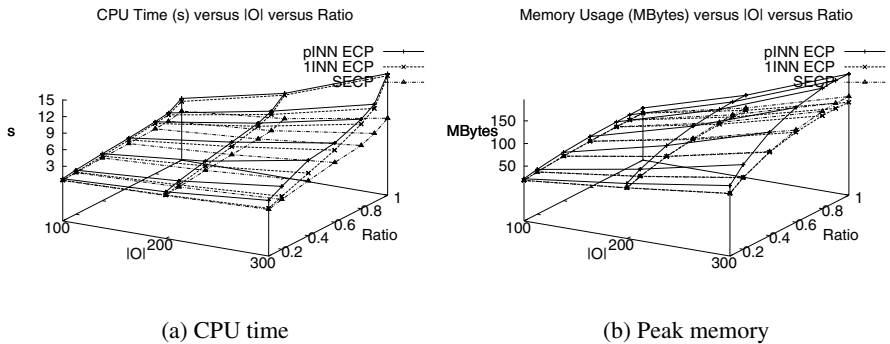 CPU Time (s) versus |O| versus Ratio
pINN ECP
1INN ECP
SECP
15
12
9
6
3
s
100
200
300
|O|
0.2
0.4
0.6
0.8
1
Ratio
(a) CPU time
Memory Usage (MBytes) versus |O| versus Ratio
pINN ECP
1INN ECP
SECP
MBytes
150
100
50
100
200
300
|O|
0.2
0.4
0.6
0.8
1
Ratio
(b) Peak memory